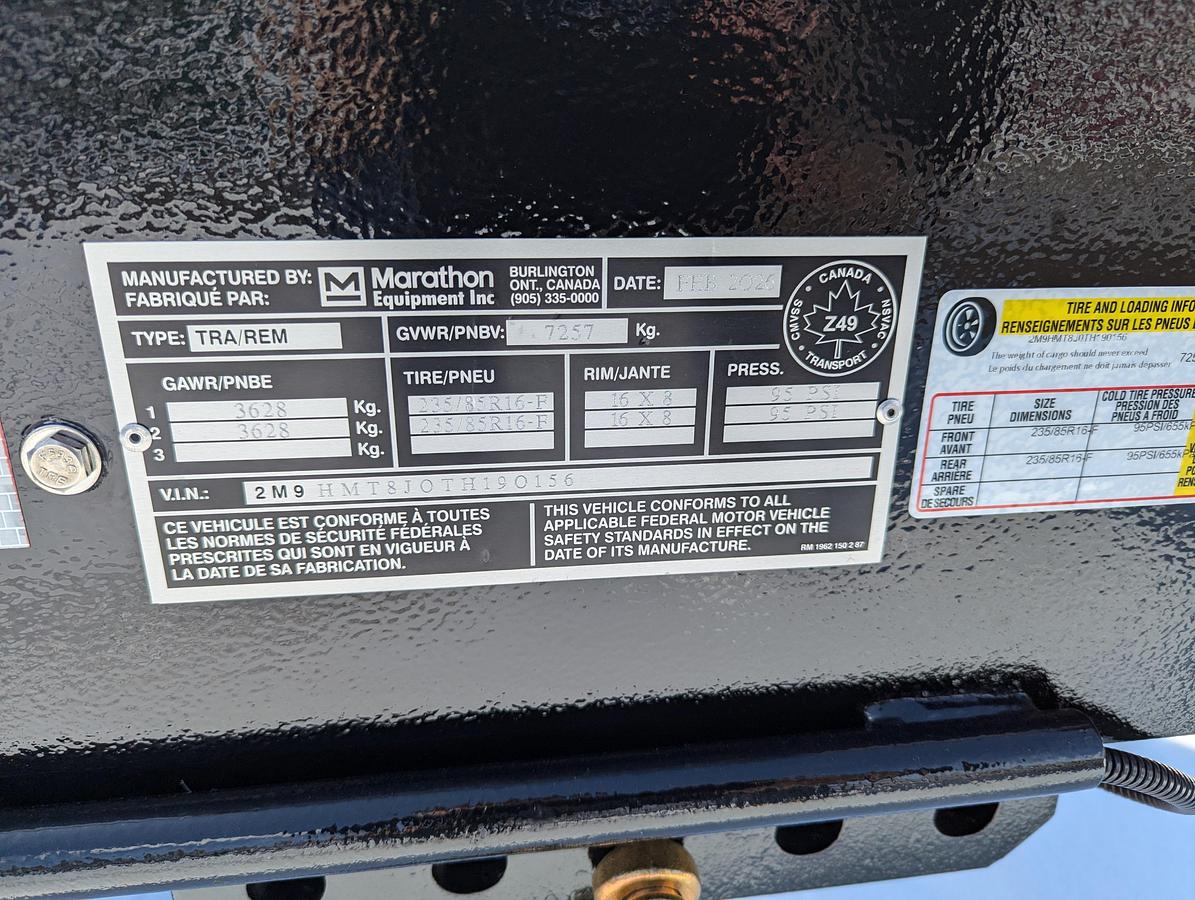 MANUFACTURED BY:
FABRIQUÉ PAR:
M Marathon
Equipment Inc
BURLINGTON
ONT., CANADA
(905) 335-0000
DATE: FEB 2026
TYPE: TRA/REM
GVWR/PNBV: 7257 Kg.
CANADA
CMVSS
NSVAC
Z49
TRANSPORT
GAWR/PNBE
1 3628 Kg.
2 3628 Kg.
3 Kg.
TIRE/PNEU
235/85R16-F
235/85R16-F
RIM/JANTE
16 X 8
16 X 8
PRESS.
95 PSI
95 PSI
V.I.N.: 2M9HMT8J0TH190156
CE VEHICULE EST CONFORME À TOUTES
LES NORMES DE SÉCURITÉ FÉDÉRALES
PRESCRITES QUI SONT EN VIGUEUR À
LA DATE DE SA FABRICATION.
THIS VEHICLE CONFORMS TO ALL
APPLICABLE FEDERAL MOTOR VEHICLE
SAFETY STANDARDS IN EFFECT ON THE
DATE OF ITS MANUFACTURE.
RM 1962 150 2 87
TIRE AND LOADING INFO
RENSEIGNEMENTS SUR LES PNEUS
2M9HMT8J0TH190156
The weight of cargo should never exceed
Le poids du chargement ne doit jamais depasser
725
TIRE
PNEU
SIZE
DIMENSIONS
COLD TIRE PRESSURE
PRESSION DES
PNEUS A FROID
FRONT
AVANT
235/85R16-F
95PSI/655kP
REAR
ARRIÈRE
235/85R16-F
95PSI/655kP
SPARE
DE SECOURS